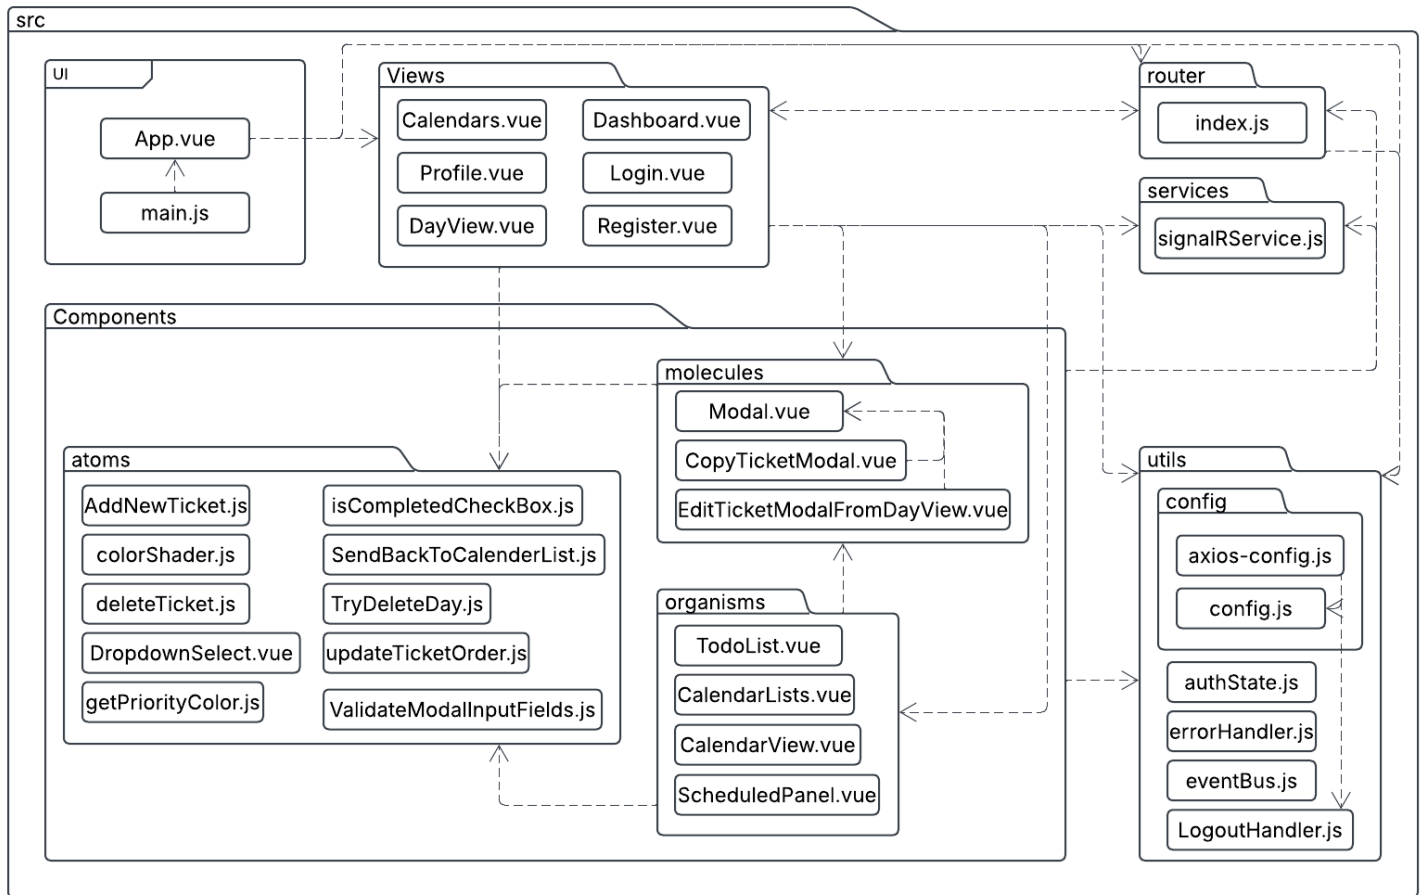 src
UI
App.vue
main.js
Views
Calendars.vue
Dashboard.vue
Profile.vue
Login.vue
DayView.vue
Register.vue
router
index.js
services
signalRService.js
Components
molecules
Modal.vue
CopyTicketModal.vue
EditTicketModalFromDayView.vue
atoms
AddNewTicket.js
isCompletedCheckBox.js
colorShader.js
SendBackToCalenderList.js
deleteTicket.js
TryDeleteDay.js
DropdownSelect.vue
updateTicketOrder.js
getPriorityColor.js
ValidateModalInputFields.js
organisms
TodoList.vue
CalendarLists.vue
CalendarView.vue
ScheduledPanel.vue
utils
config
axios-config.js
config.js
authState.js
errorHandler.js
eventBus.js
LogoutHandler.js